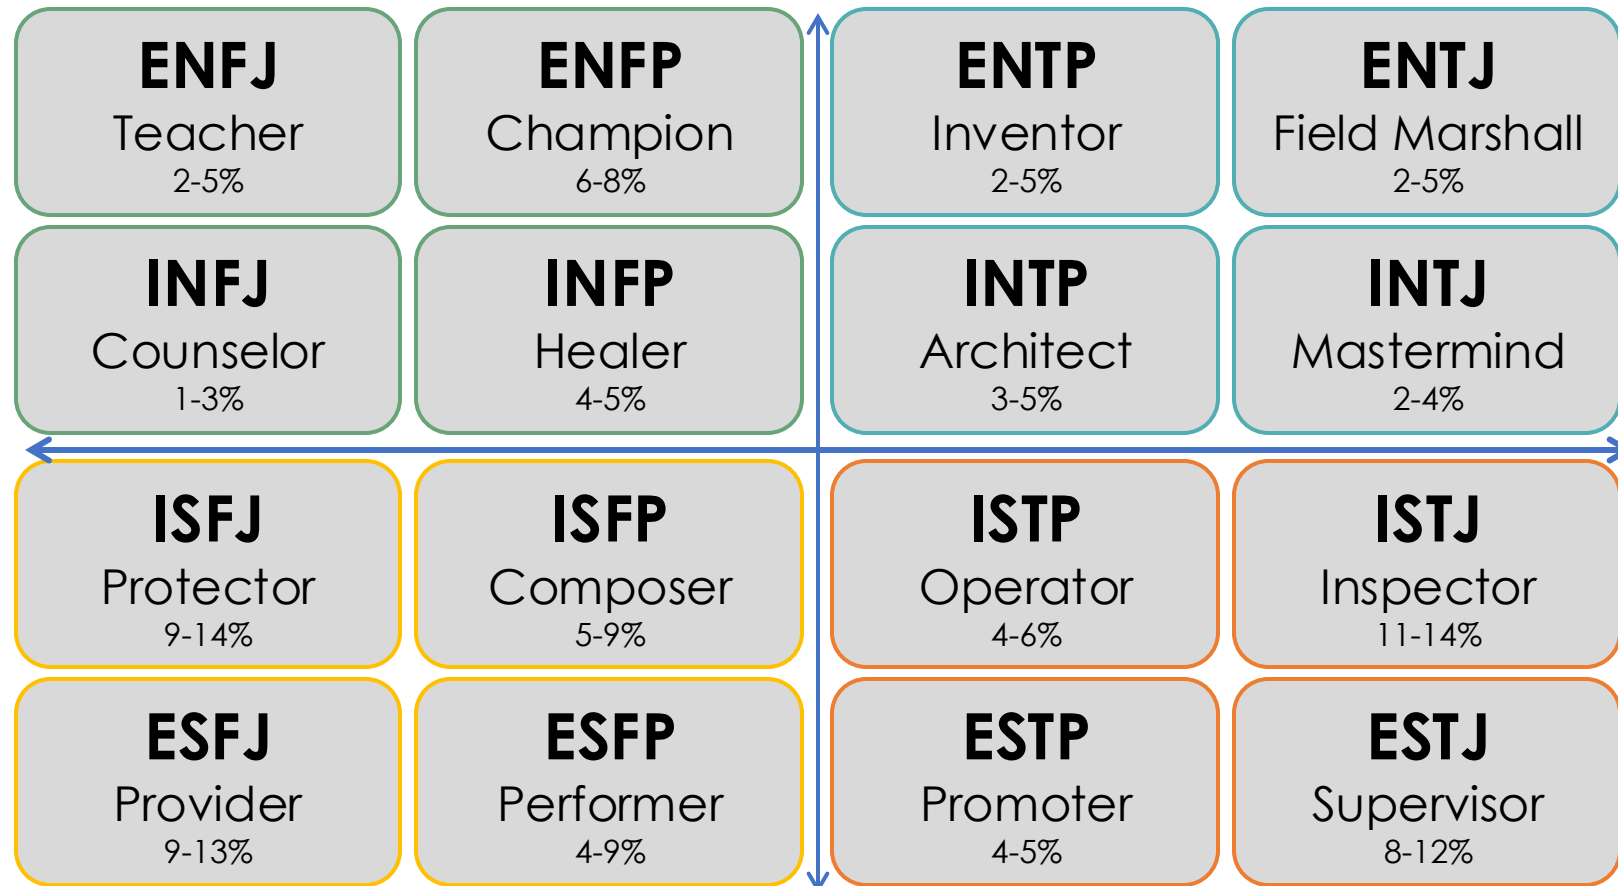 ENFJ
Teacher
2-5%
ENFP
Champion
6-8%
ENTP
Inventor
2-5%
ENTJ
Field Marshall
2-5%
INFJ
Counselor
1-3%
INFP
Healer
4-5%
INTP
Architect
3-5%
INTJ
Mastermind
2-4%
ISFJ
Protector
9-14%
ISFP
Composer
5-9%
ISTP
Operator
4-6%
ISTJ
Inspector
11-14%
ESFJ
Provider
9-13%
ESFP
Performer
4-9%
ESTP
Promoter
4-5%
ESTJ
Supervisor
8-12%